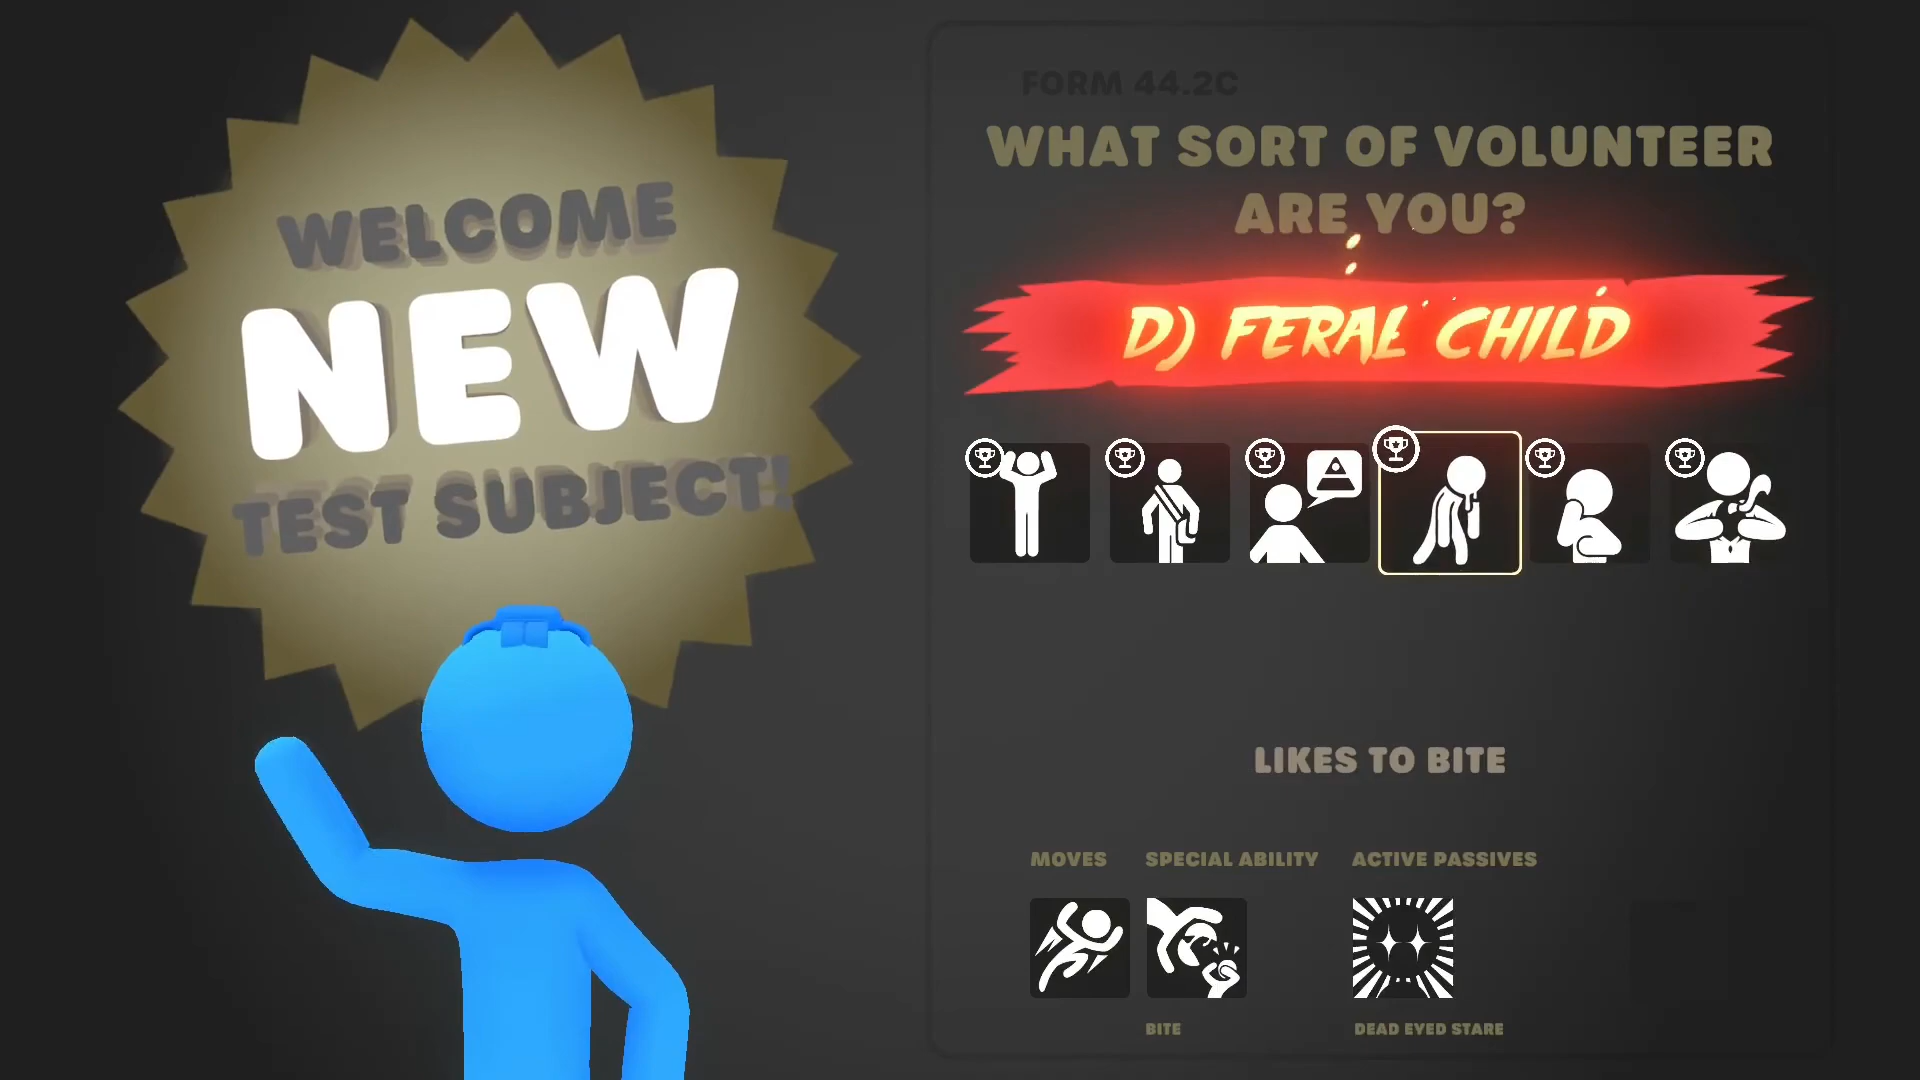 WELCOME
NEW
TEST SUBJECT!
FORM 44.2C
WHAT SORT OF VOLUNTEER
ARE YOU?
D) FERAL CHILD
LIKES TO BITE
MOVES SPECIAL ABILITY ACTIVE PASSIVES
BITE DEAD EYED STARE